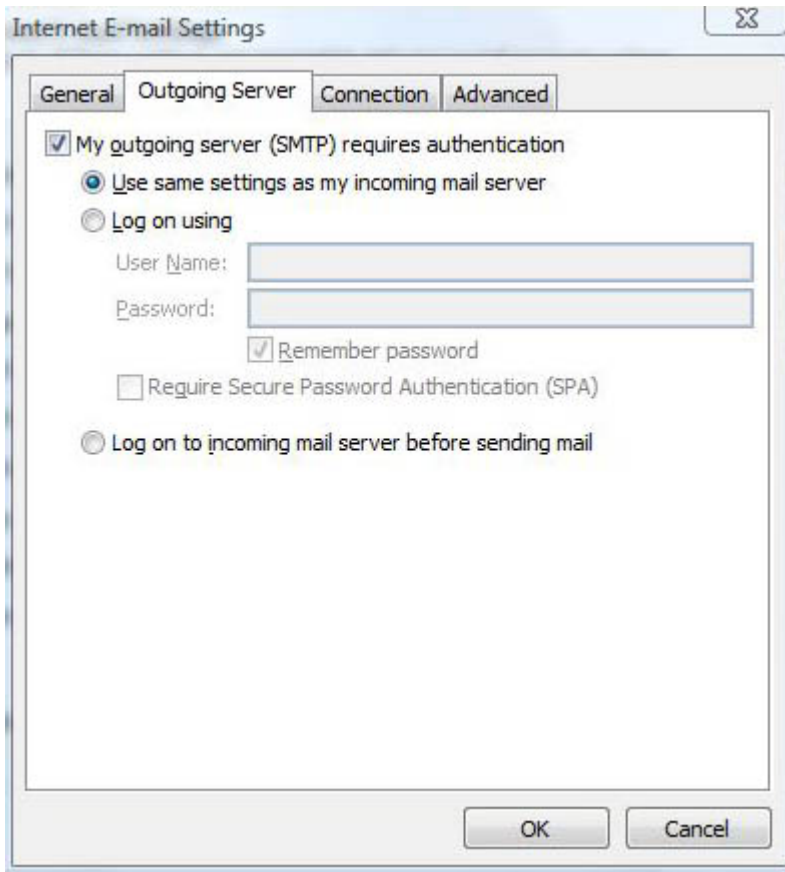 Internet E-mail Settings
General Outgoing Server Connection Advanced
My outgoing server (SMTP) requires authentication
Use same settings as my incoming mail server
Log on using
User Name:
Password:
Remember password
Require Secure Password Authentication (SPA)
Log on to incoming mail server before sending mail
OK Cancel